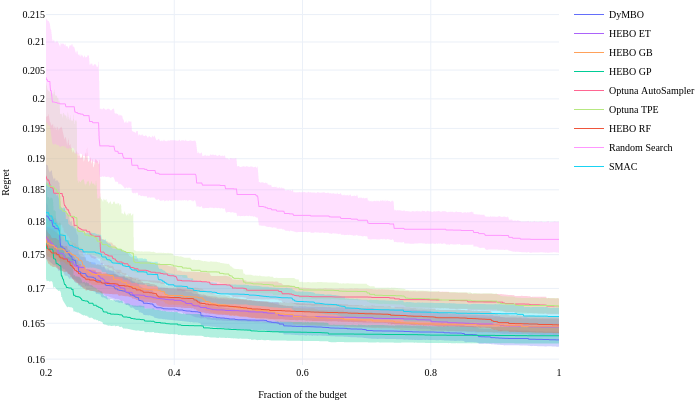 0.215
0.21
0.205
0.2
0.195
0.19
0.185
0.18
0.175
0.17
0.165
0.16
Regret
0.2
0.4
0.6
0.8
1
Fraction of the budget
DyMBO
HEBO ET
HEBO GB
HEBO GP
Optuna AutoSampler
Optuna TPE
HEBO RF
Random Search
SMAC